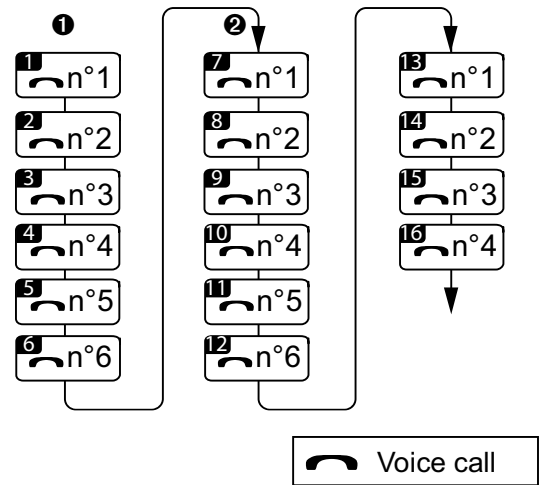 ❶
1 n°1
2 n°2
3 n°3
4 n°4
5 n°5
6 n°6
❷
7 n°1
8 n°2
9 n°3
10 n°4
11 n°5
12 n°6
13 n°1
14 n°2
15 n°3
16 n°4
Voice call